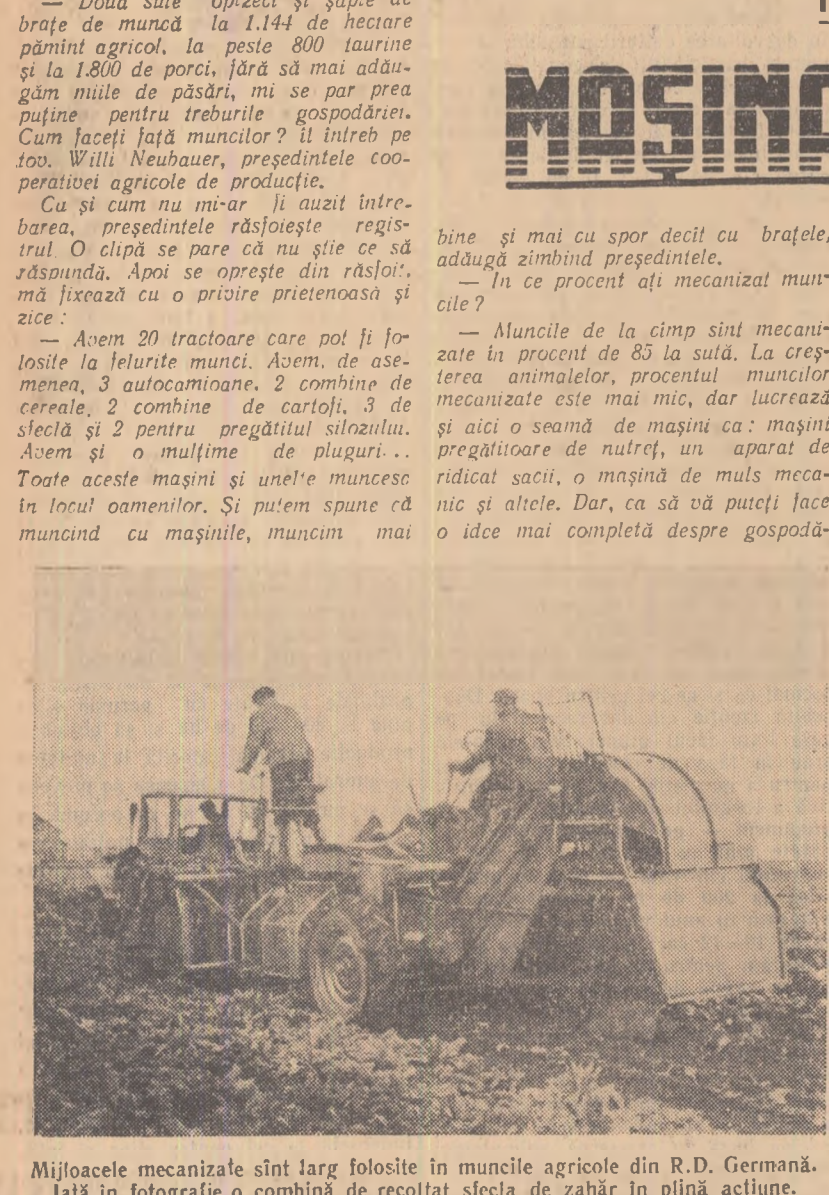 — Două sute optzeci și șapte de
brațe de muncă la 1.144 de hectare
pămînt agricol, la peste 800 taurine
și la 1.800 de porci, fără să mai adău-
găm miile de păsări, mi se par prea
puține pentru treburile gospodăriei.
Cum faceți față muncilor? îl întreb pe
tov. Willi Neubauer, președintele coo-
perativei agricole de producție.
Ca și cum nu mi-ar fi auzit între-
barea, președintele răsfoiește regis-
trul. O clipă se pare că nu știe ce să
răspundă. Apoi se oprește din răsfoit,
mă fixează cu o privire prietenoasă și
zice :
— Avem 20 tractoare care pot fi fo-
losite la felurite munci. Avem, de ase-
menea, 3 autocamioane, 2 combine de
cereale, 2 combine de cartofi, 3 de
sfeclă și 2 pentru pregătitul silozului.
Avem și o mulțime de pluguri...
Toate aceste mașini și unelte muncesc
în locul oamenilor. Și putem spune că
muncind cu mașinile, muncim mai
MAȘINO
bine și mai cu spor decît cu brațele,
adăugă zîmbind președintele.
— In ce procent ați mecanizat mun-
cile ?
— Muncile de la cîmp sînt mecani-
zate în procent de 85 la sută. La creș-
terea animalelor, procentul muncilor
mecanizate este mai mic, dar lucrează
și aici o seamă de mașini ca : mașini
pregătitoare de nutreț, un aparat de
ridicat sacii, o mașină de muls meca-
nic și altele. Dar, ca să vă puteți face
o idee mai completă despre gospodă-
Mijloacele mecanizate sînt larg folosite în muncile agricole din R.D. Germană.
Iată în fotografie o combină de recoltat sfecla de zahăr în plină acțiune.